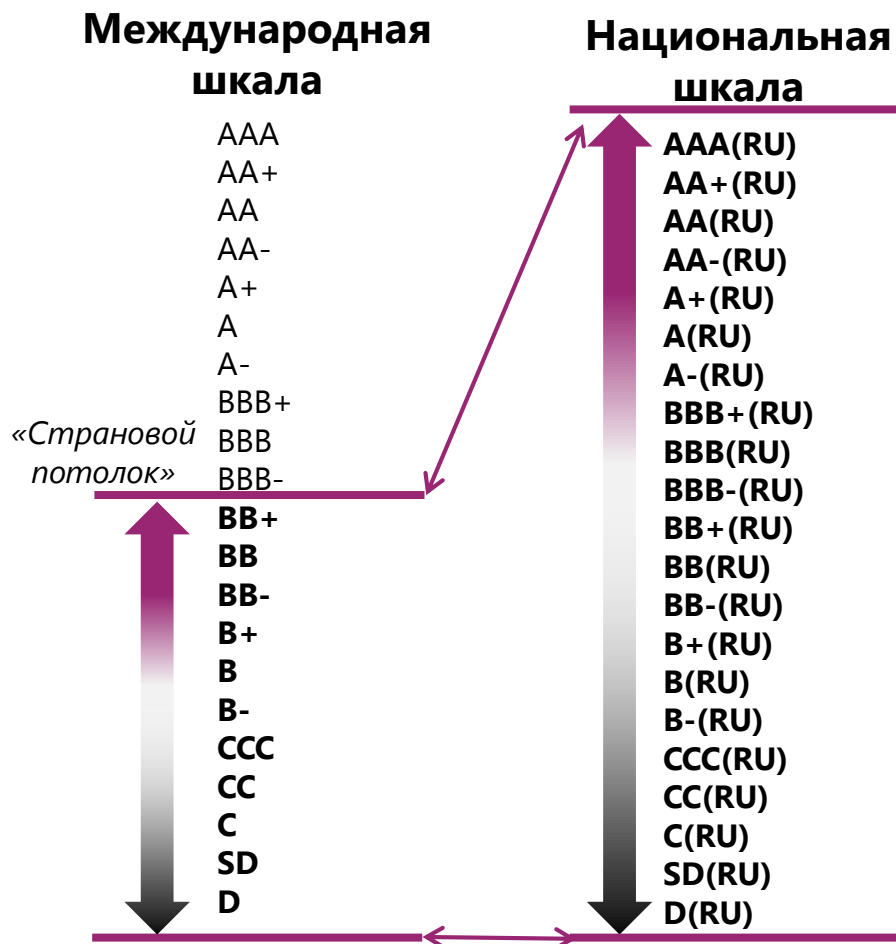 Международная
шкала
AAA
AA+
AA
AA-
A+
A
A-
BBB+
«Страновой
потолок»
BBB
BBB-
BB+
BB
BB-
B+
B
B-
CCC
CC
C
SD
D
Национальная
шкала
AAA(RU)
AA+(RU)
AA(RU)
AA-(RU)
A+(RU)
A(RU)
A-(RU)
BBB+(RU)
BBB(RU)
BBB-(RU)
BB+(RU)
BB(RU)
BB-(RU)
B+(RU)
B(RU)
B-(RU)
CCC(RU)
CC(RU)
C(RU)
SD(RU)
D(RU)